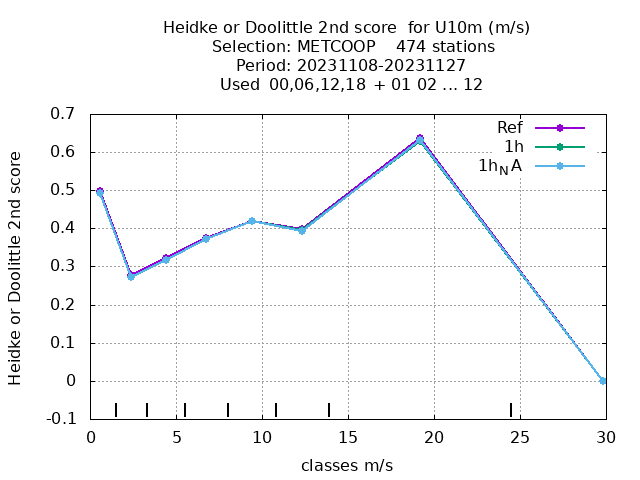 Heidke or Doolittle 2nd score  for U10m (m/s)
Selection: METCOOP    474 stations
Period: 20231108-20231127
Used  00,06,12,18 + 01 02 ... 12
Heidke or Doolittle 2nd score
0.7
0.6
0.5
0.4
0.3
0.2
0.1
0
-0.1
Ref
1h
1hNA
0 5 10 15 20 25 30
classes m/s